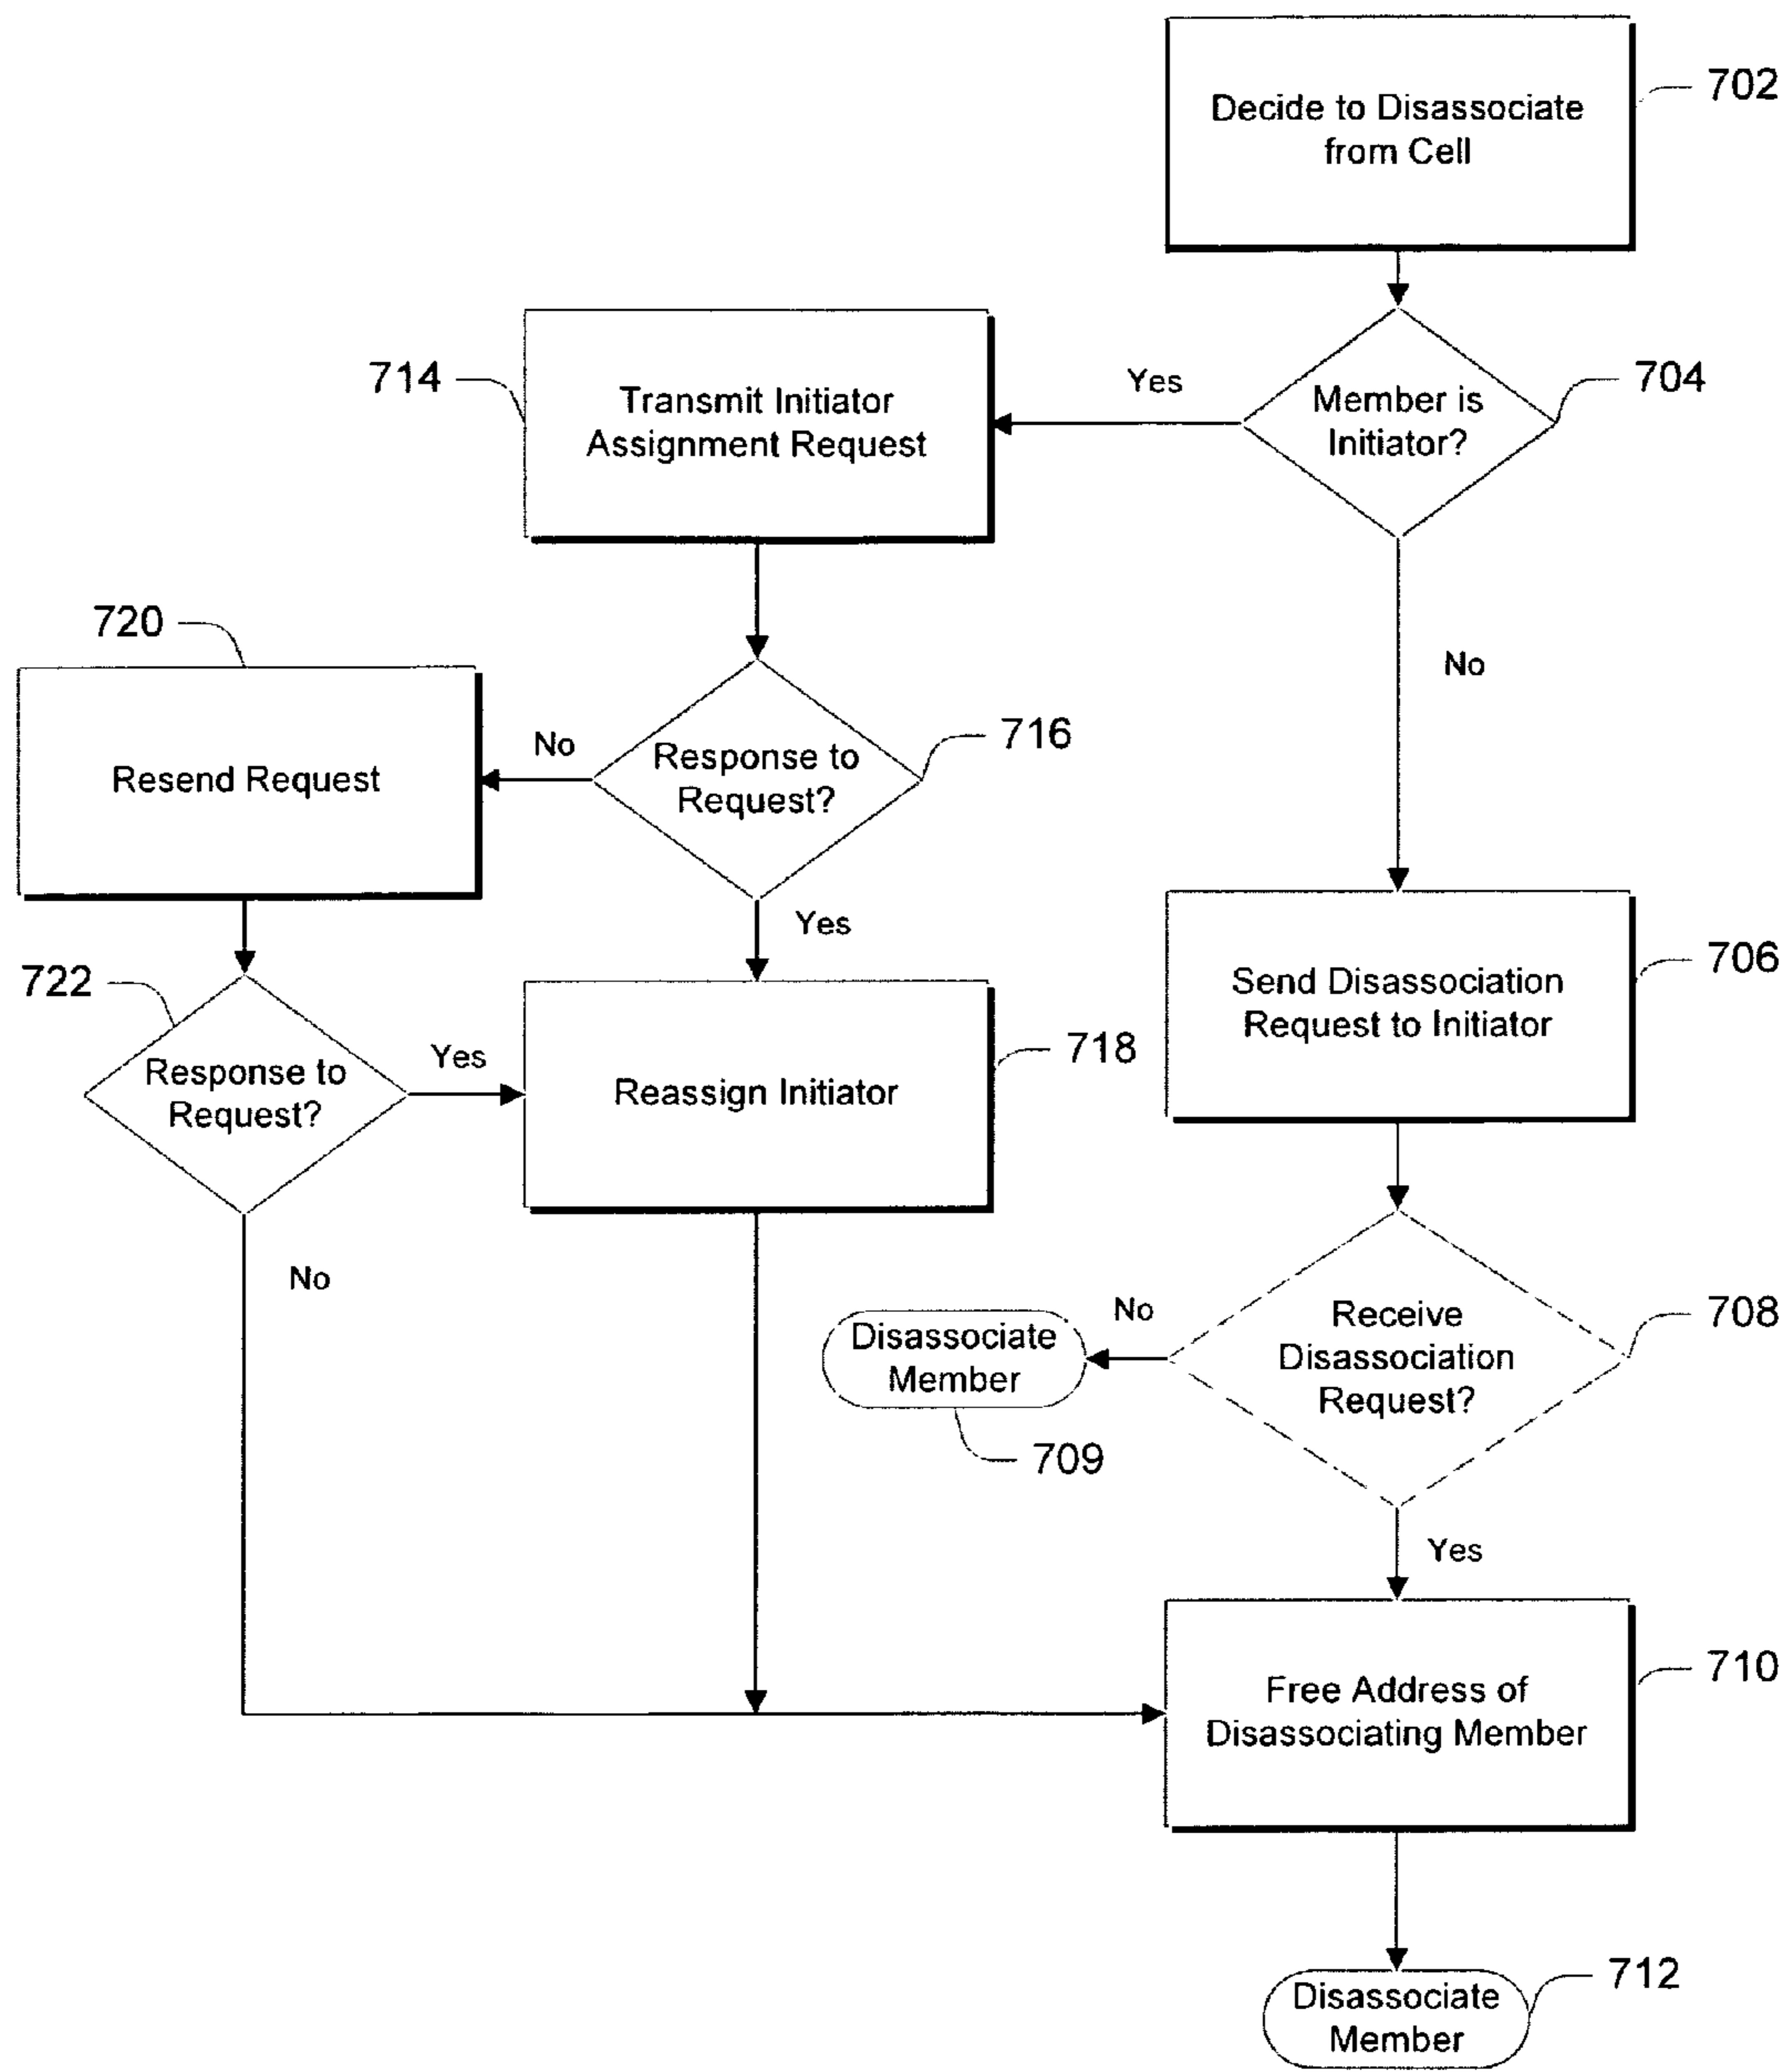 Decide to Disassociate
from Cell
702
Member is
Initiator?
704
Yes
No
Transmit Initiator
Assignment Request
714
Response to
Request?
716
No
Yes
Resend Request
720
Response to
Request?
722
Yes
No
Reassign Initiator
718
Send Disassociation
Request to Initiator
706
Receive
Disassociation
Request?
708
No
Yes
Disassociate
Member
709
Free Address of
Disassociating Member
710
Disassociate
Member
712